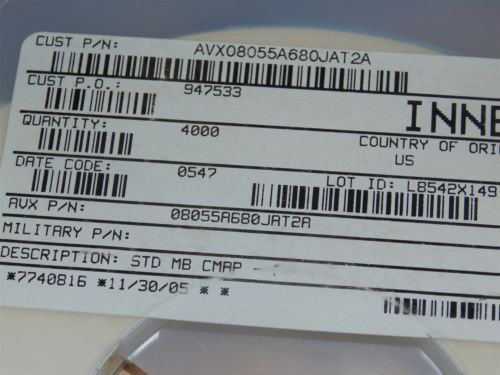 CUST P/N: AVX08055A680JAT2A
CUST P.O.: 947533
INNE
QUANTITY: 4000
COUNTRY OF ORI
US
DATE CODE: 0547
LOT ID: L8542X149
AVX P/N: 08055A680JAT2A
MILITARY P/N:
DESCRIPTION: STD MB CMAP -
*7740816 *11/30/05 * *